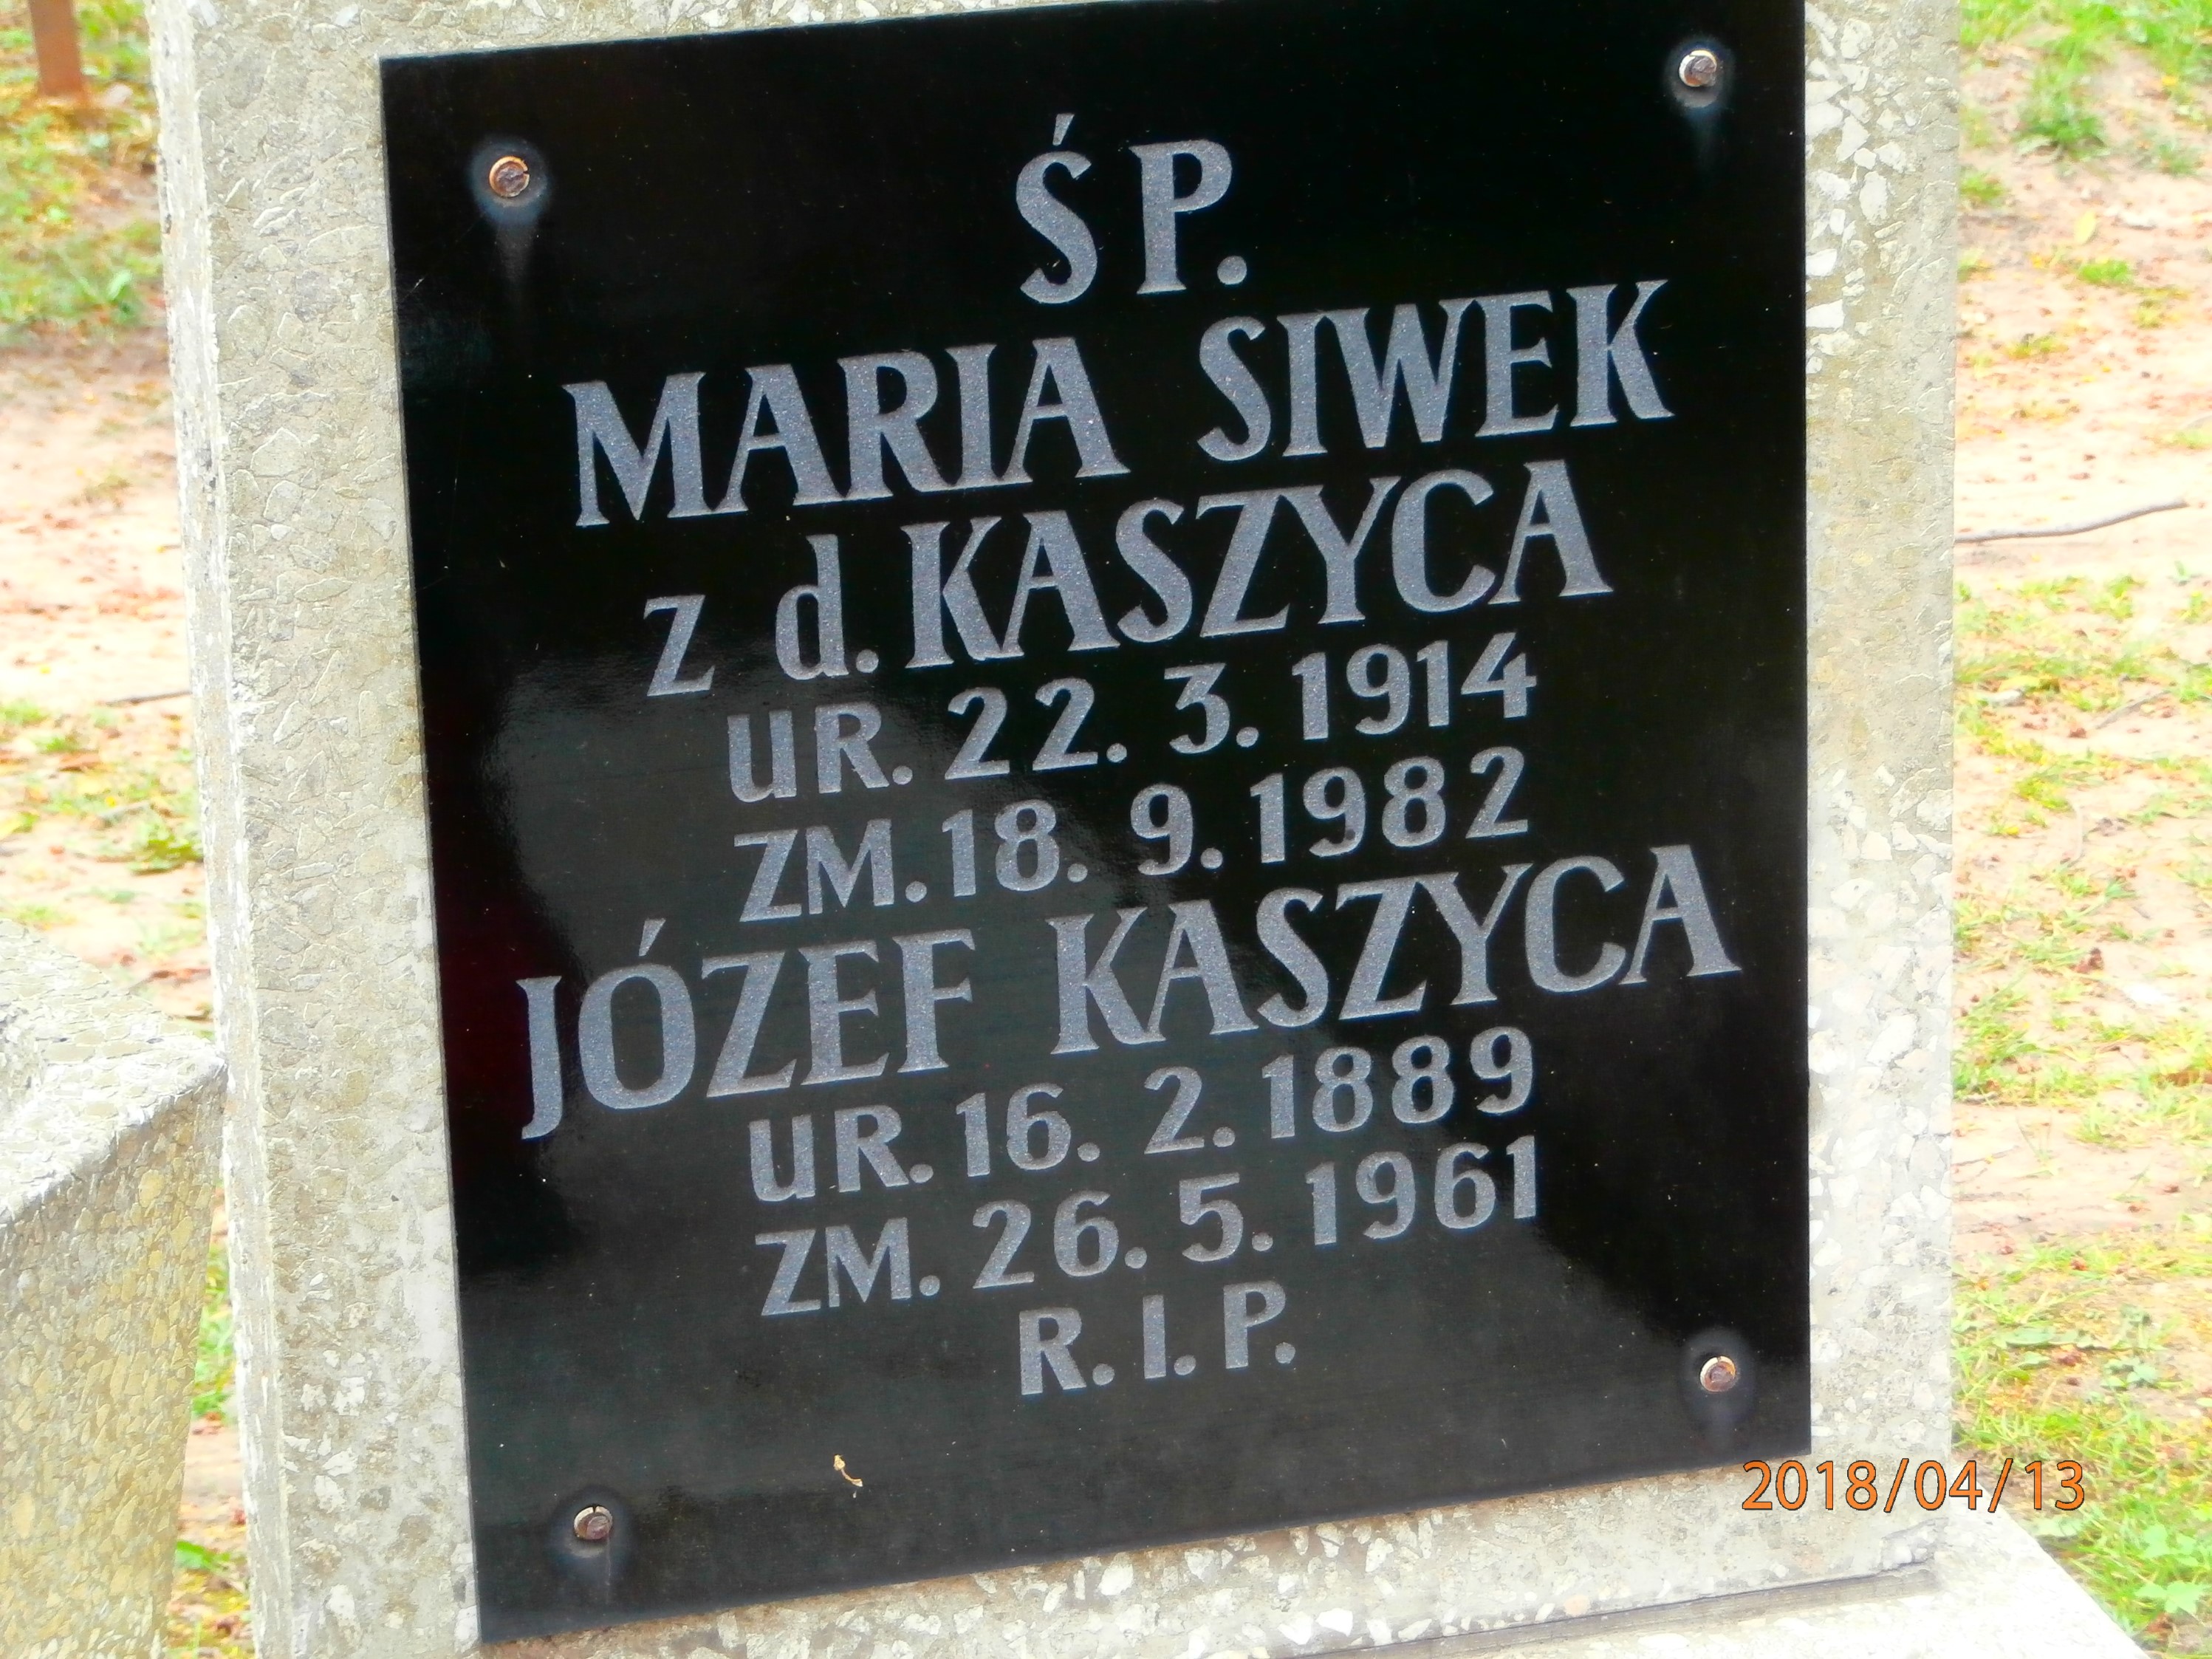 Ś P.
MARIA SIWEK
z d. KASZYCA
UR. 22. 3. 1914
ZM. 18. 9. 1982
JÓZEF KASZYCA
UR. 16. 2. 1889
ZM. 26. 5. 1961
R. I. P.
2018/04/13